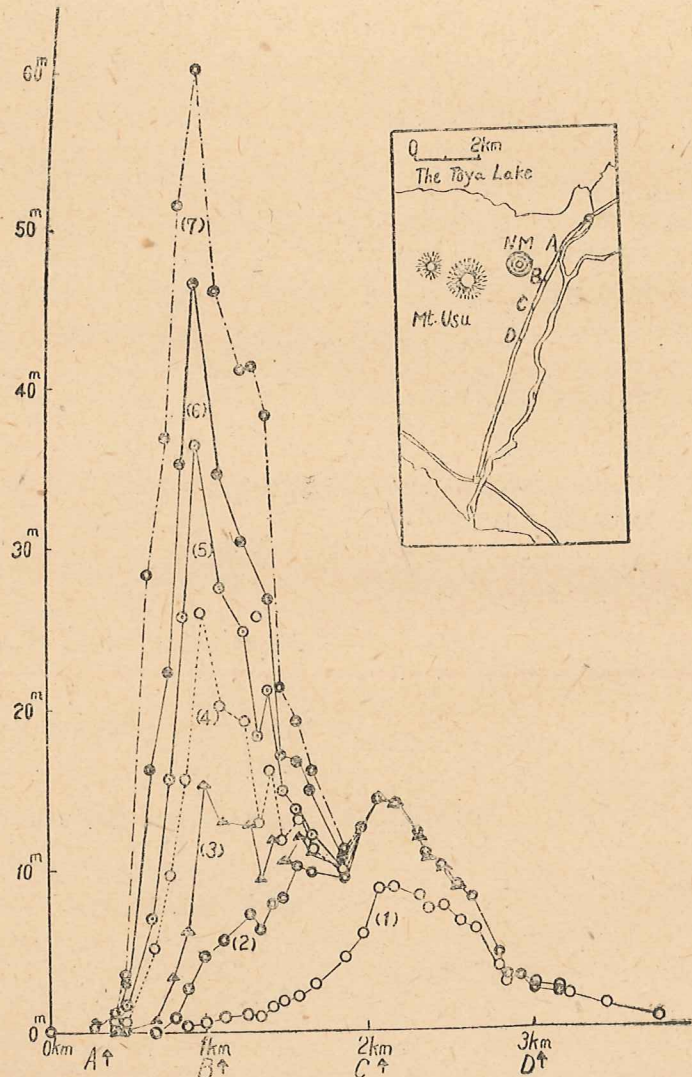 60m
50m
40m
30m
20m
10m
0m
(7)
(6)
(5)
(4)
(3)
(2)
(1)
0km
1km
2km
3km
A↑
B↑
C↑
D↑
0 2km
The Toya Lake
NM
A
B
C
D
Mt. Usu